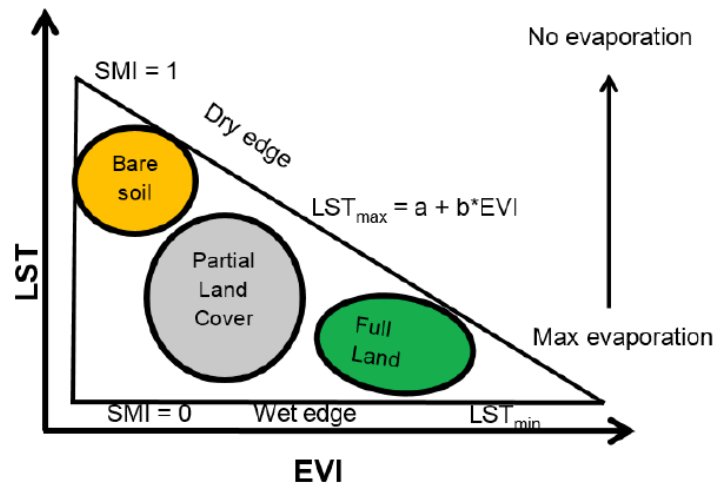 No evaporation
SMI = 1
Dry edge
Bare
soil
LSTmax = a + b*EVI
LST
Partial
Land
Cover
Full
Land
Max evaporation
SMI = 0
Wet edge
LSTmin
EVI